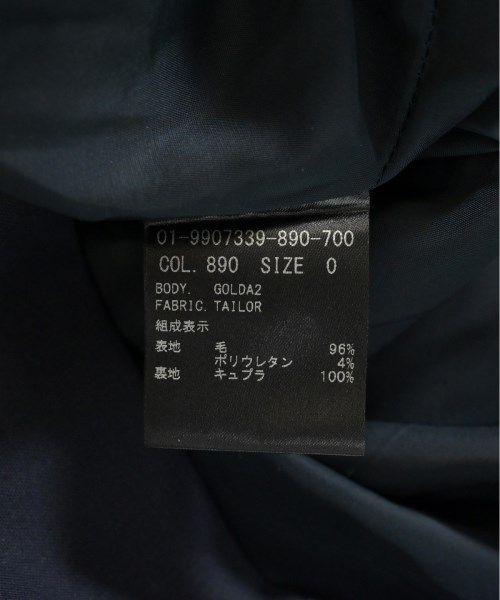 01-9907339-890-700
COL. 890 SIZE 0
BODY. GOLDA2
FABRIC. TAILOR
組成表示
表地 毛 96%
ポリウレタン 4%
裏地 キュプラ 100%